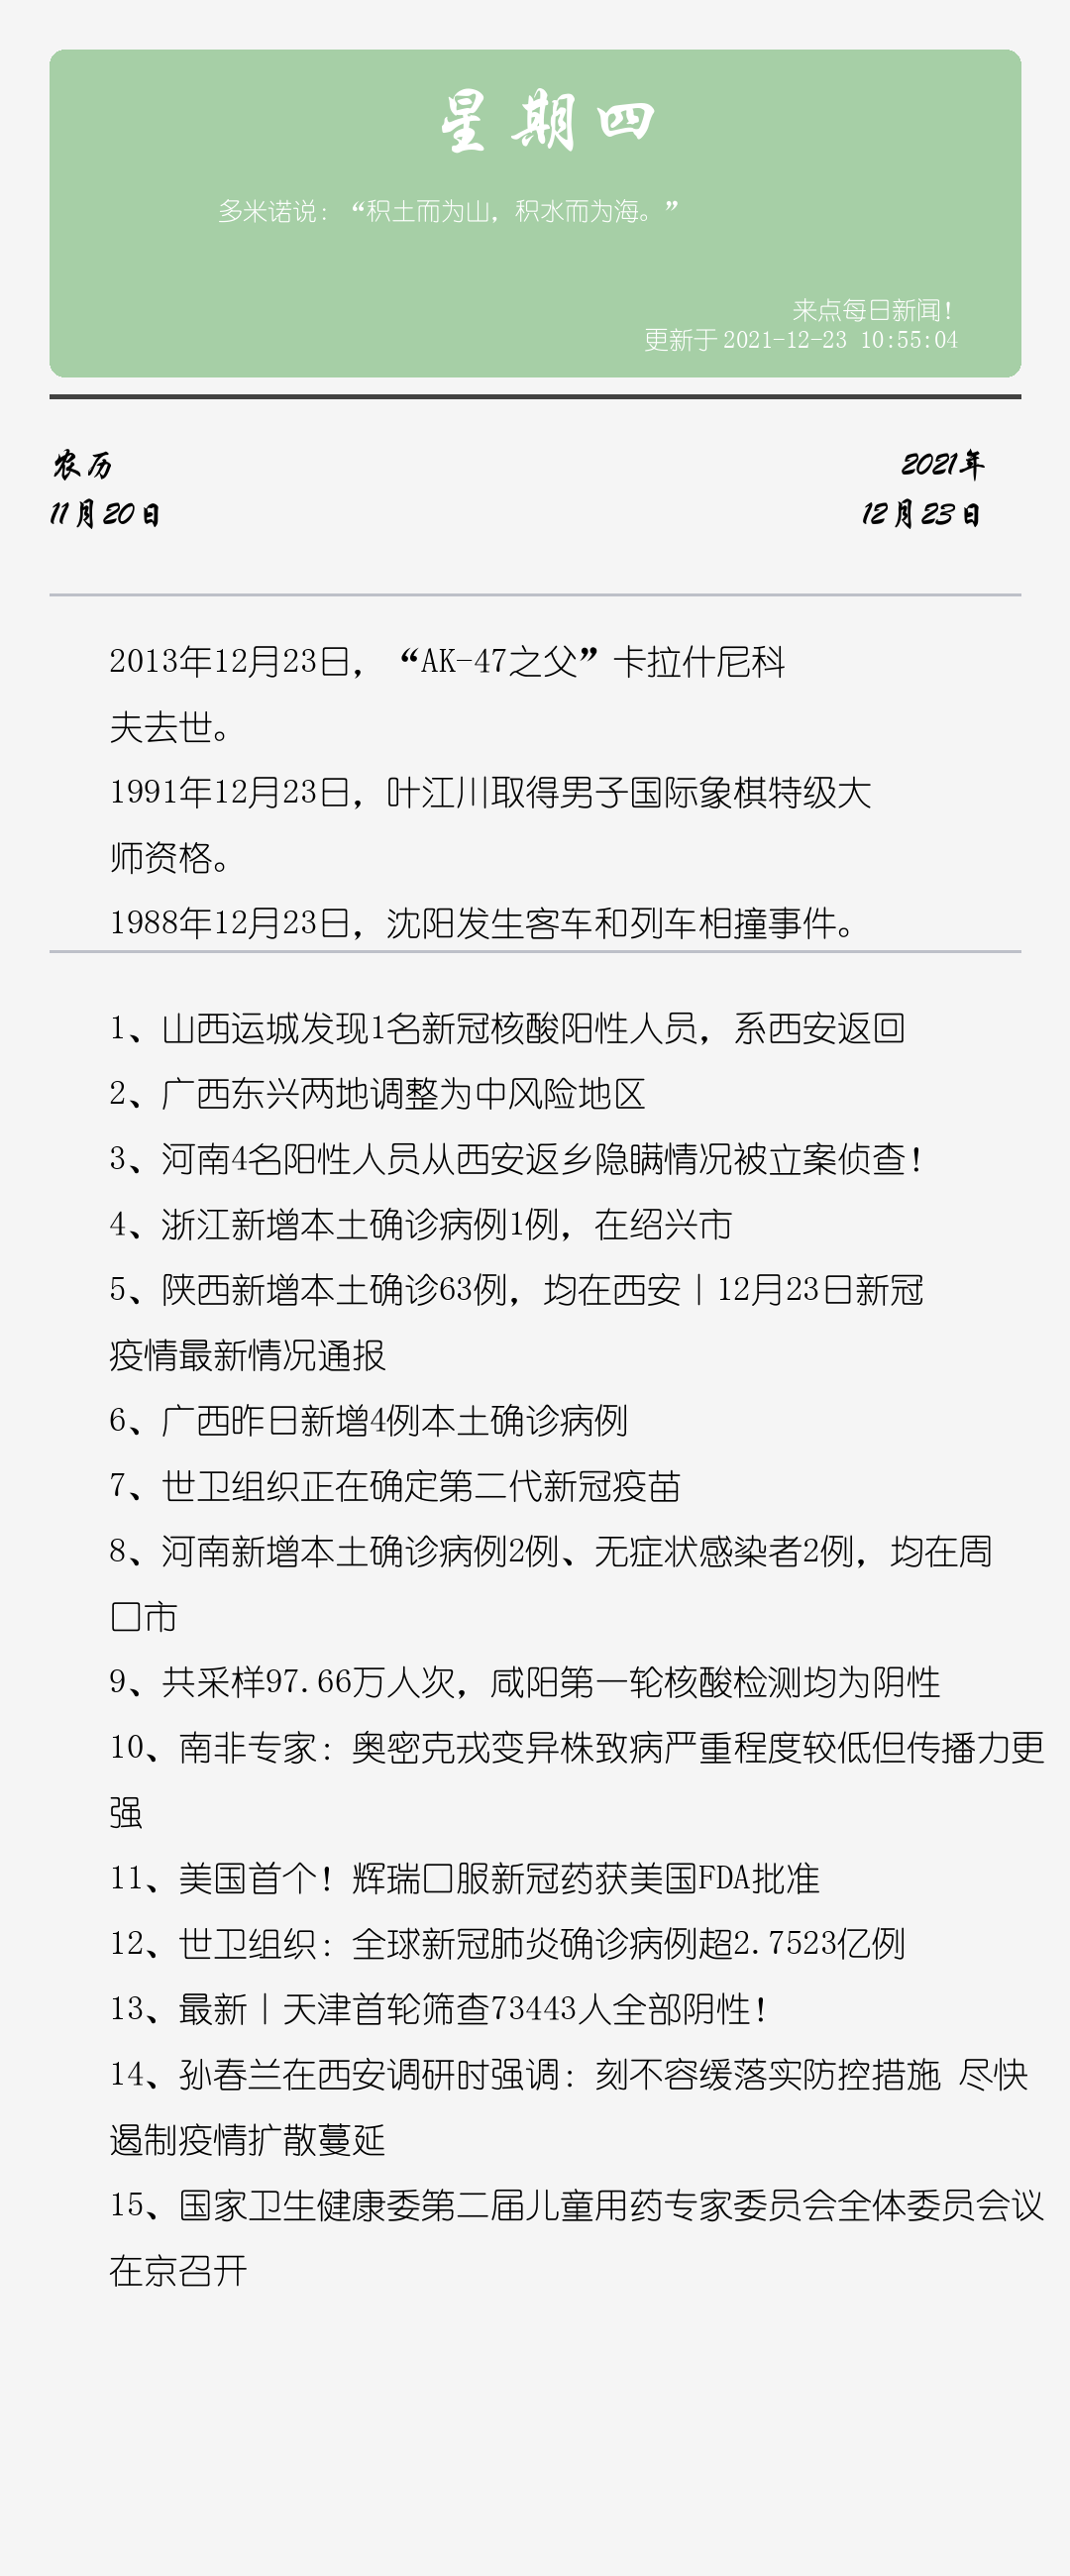 星期四
多米诺说：“积土而为山，积水而为海。”
来点每日新闻！
更新于 2021-12-23 10:55:04
农历
2021年
11月20日
12月23日
2013年12月23日，“AK-47之父”卡拉什尼科
夫去世。
1991年12月23日，叶江川取得男子国际象棋特级大
师资格。
1988年12月23日，沈阳发生客车和列车相撞事件。
1、山西运城发现1名新冠核酸阳性人员，系西安返回
2、广西东兴两地调整为中风险地区
3、河南4名阳性人员从西安返乡隐瞒情况被立案侦查！
4、浙江新增本土确诊病例1例，在绍兴市
5、陕西新增本土确诊63例，均在西安｜12月23日新冠
疫情最新情况通报
6、广西昨日新增4例本土确诊病例
7、世卫组织正在确定第二代新冠疫苗
8、河南新增本土确诊病例2例、无症状感染者2例，均在周
口市
9、共采样97.66万人次，咸阳第一轮核酸检测均为阴性
10、南非专家：奥密克戎变异株致病严重程度较低但传播力更
强
11、美国首个！辉瑞口服新冠药获美国FDA批准
12、世卫组织：全球新冠肺炎确诊病例超2.7523亿例
13、最新｜天津首轮筛查73443人全部阴性！
14、孙春兰在西安调研时强调：刻不容缓落实防控措施 尽快
遏制疫情扩散蔓延
15、国家卫生健康委第二届儿童用药专家委员会全体委员会议
在京召开